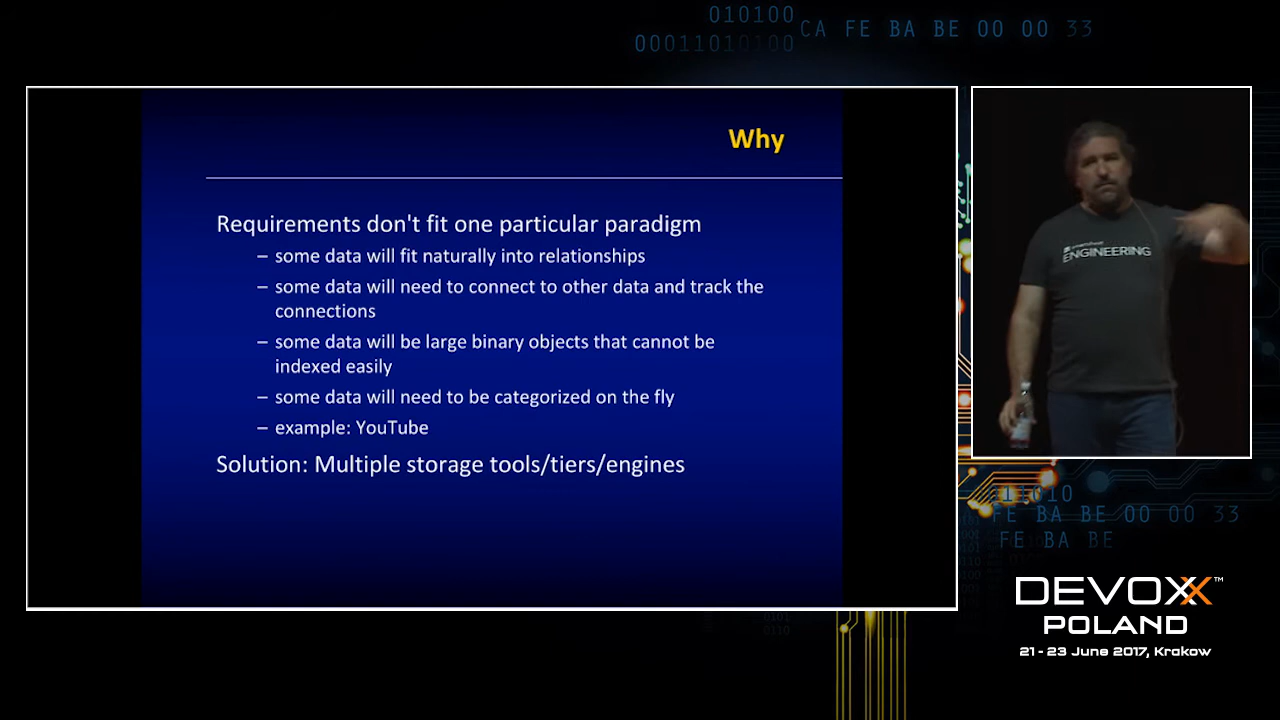 010100
00011010100
CA FE BA BE 00 00 33
Why
Requirements don't fit one particular paradigm
– some data will fit naturally into relationships
– some data will need to connect to other data and track the
connections
– some data will be large binary objects that cannot be
indexed easily
– some data will need to be categorized on the fly
– example: YouTube
Solution: Multiple storage tools/tiers/engines
ENGINEERING
011010
FE BA BE 00 00 33
FE BA BE
DEVOXX™
POLAND
21 - 23 June 2017, Krakow